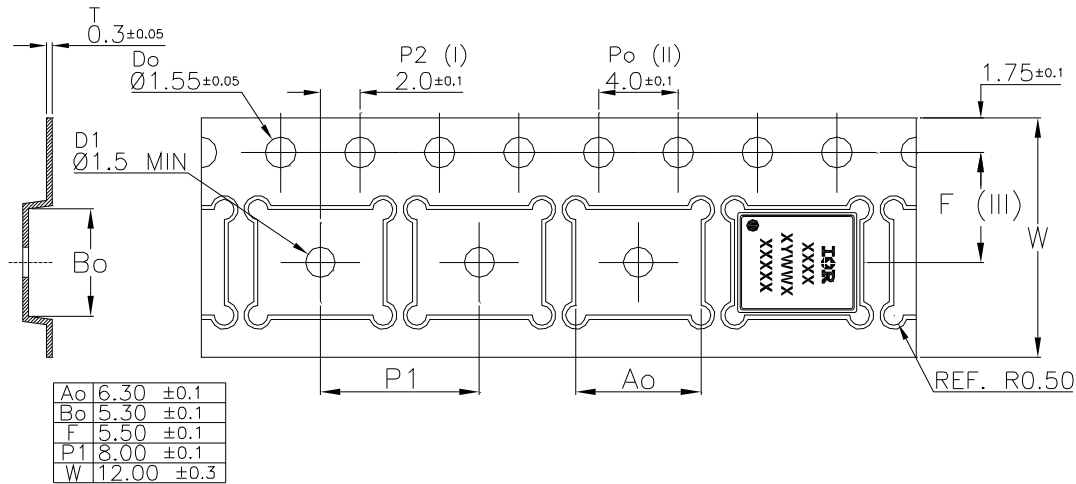 T
0.3±0.05
Do
Ø1.55±0.05
P2 (I)
2.0±0.1
Po (II)
4.0±0.1
1.75±0.1
D1
Ø1.5 MIN
F (III)
W
Bo
IOR
XXXX
XYWWX
XXXXX
P1
Ao
REF. R0.50
Ao 6.30 ±0.1
Bo 5.30 ±0.1
F 5.50 ±0.1
P1 8.00 ±0.1
W 12.00 ±0.3